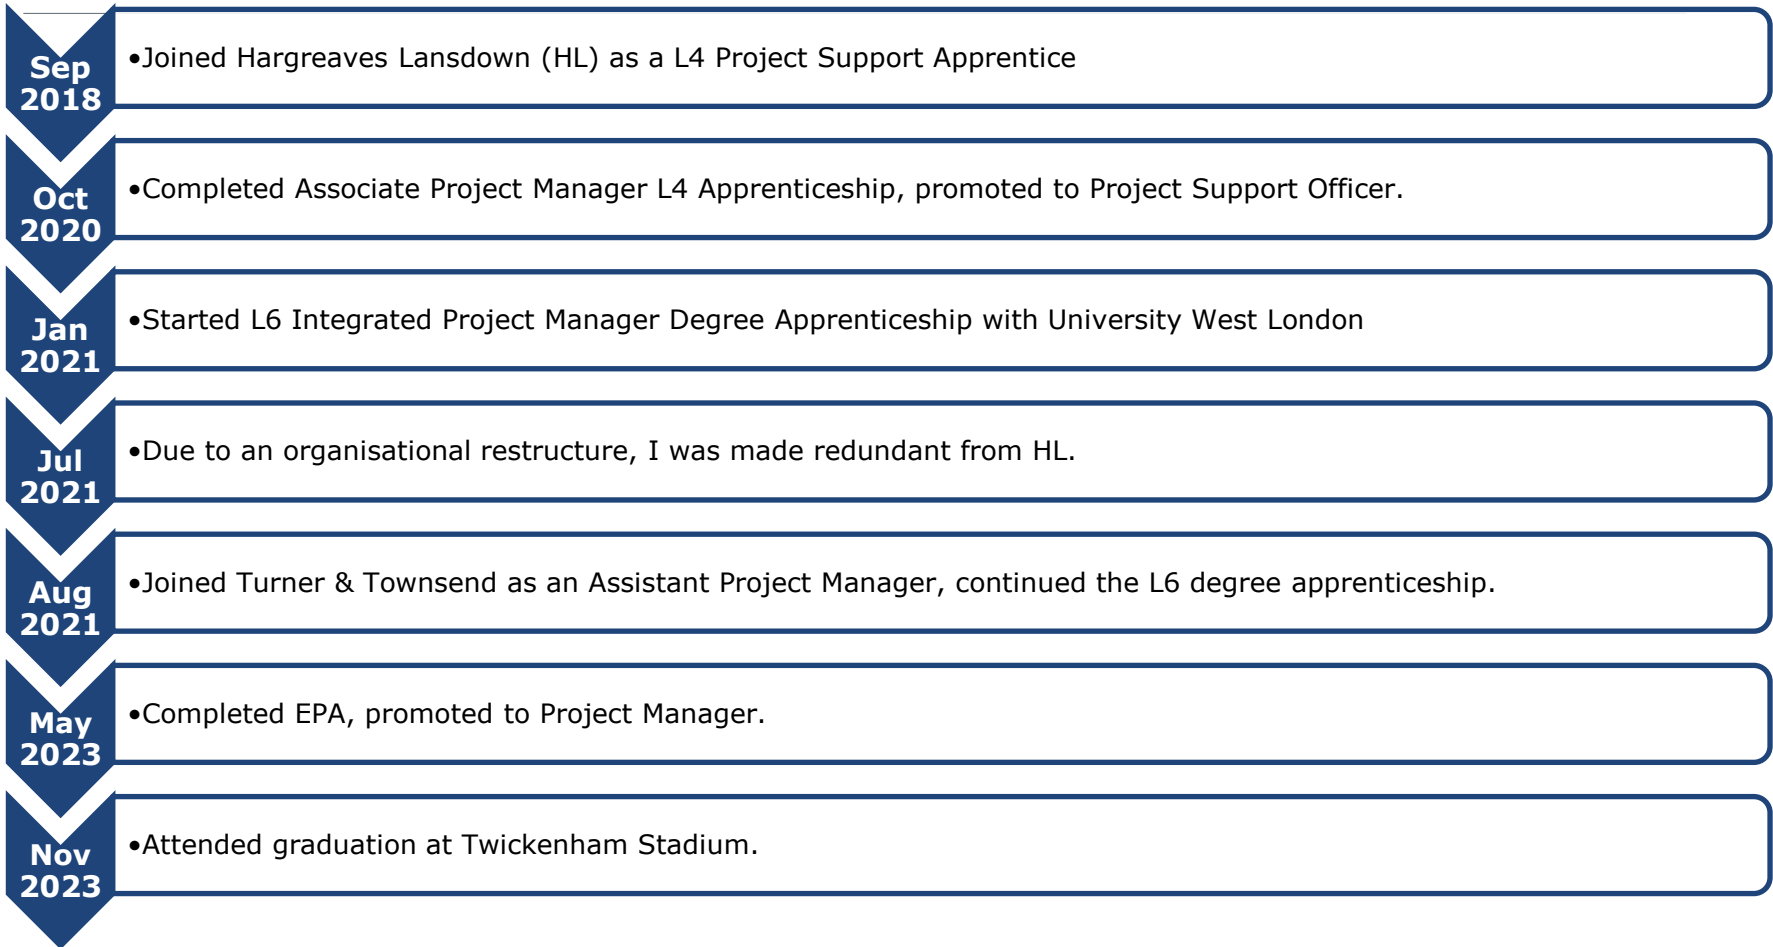 Sep
2018
•Joined Hargreaves Lansdown (HL) as a L4 Project Support Apprentice
Oct
2020
•Completed Associate Project Manager L4 Apprenticeship, promoted to Project Support Officer.
Jan
2021
•Started L6 Integrated Project Manager Degree Apprenticeship with University West London
Jul
2021
•Due to an organisational restructure, I was made redundant from HL.
Aug
2021
•Joined Turner & Townsend as an Assistant Project Manager, continued the L6 degree apprenticeship.
May
2023
•Completed EPA, promoted to Project Manager.
Nov
2023
•Attended graduation at Twickenham Stadium.